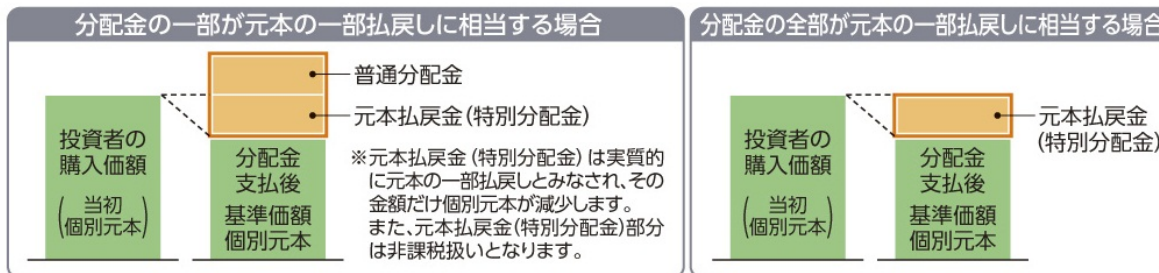 分配金の一部が元本の一部払戻しに相当する場合
普通分配金
元本払戻金(特別分配金)
投資者の
購入価額
(当初
個別元本)
分配金
支払後
基準価額
個別元本
※元本払戻金(特別分配金)は実質的
に元本の一部払戻しとみなされ、その
金額だけ個別元本が減少します。
また、元本払戻金(特別分配金)部分
は非課税扱いとなります。
分配金の全部が元本の一部払戻しに相当する場合
元本払戻金
(特別分配金)
投資者の
購入価額
(当初
個別元本)
分配金
支払後
基準価額
個別元本